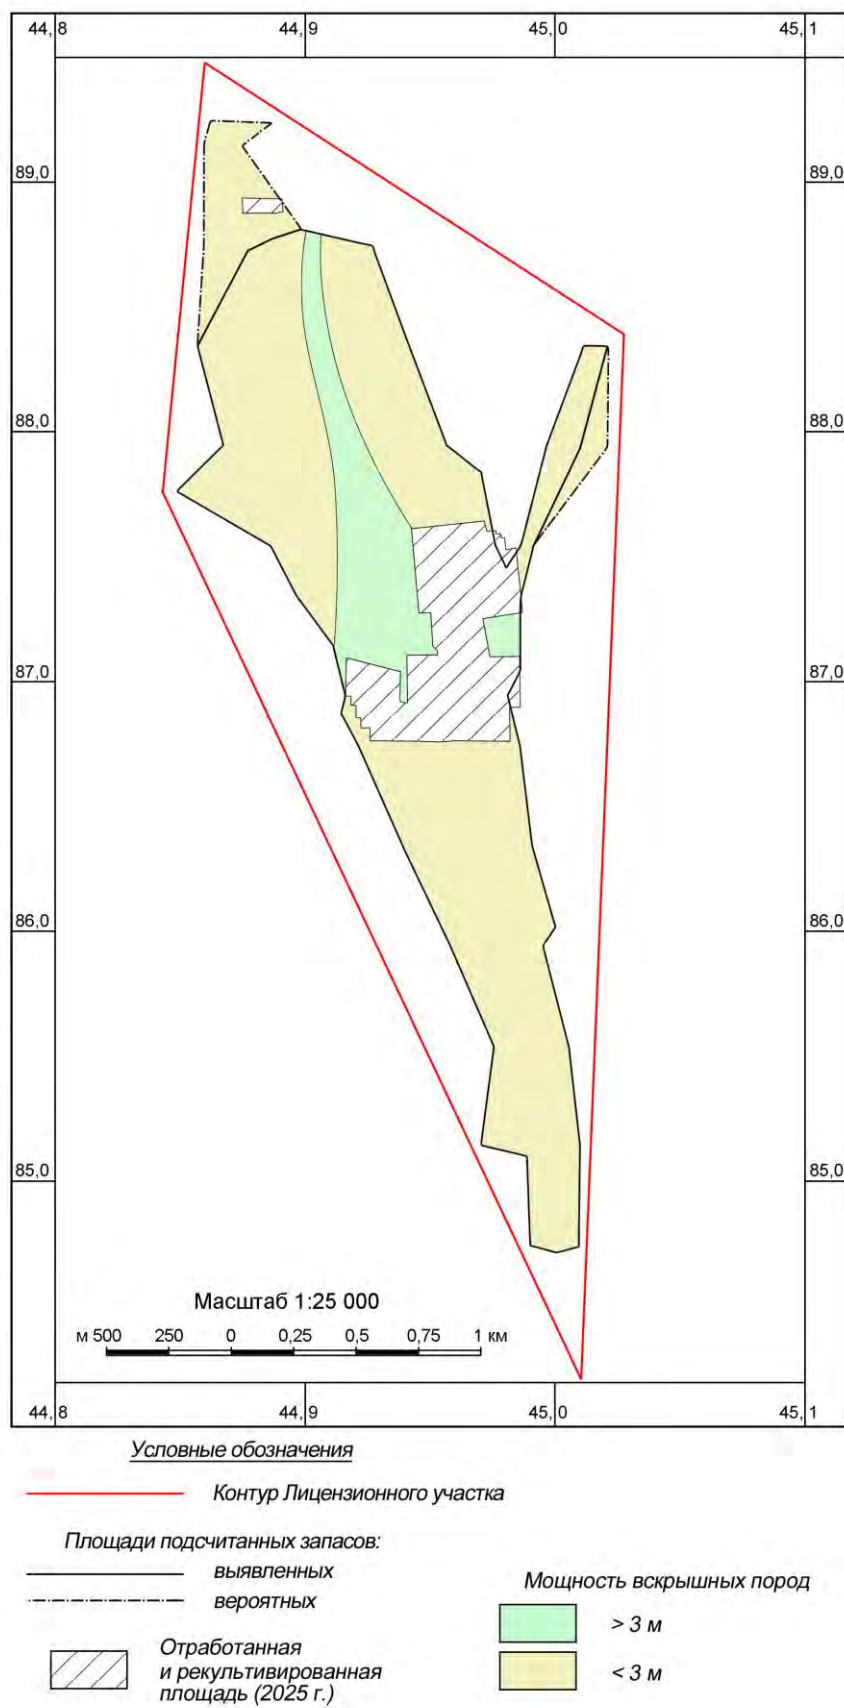 44,8 44,9 45,0 45,1
89,0 89,0
88,0 88,0
87,0 87,0
86,0 86,0
85,0 85,0
Масштаб 1:25 000
м 500 250 0 0,25 0,5 0,75 1 км
44,8 44,9 45,0 45,1
Условные обозначения
Контур Лицензионного участка
Площади подсчитанных запасов:
выявленных
вероятных
Отработанная
и рекультивированная
площадь (2025 г.)
Мощность вскрышных пород
> 3 м
< 3 м